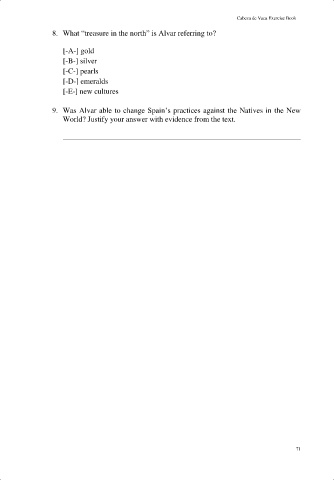 Cabeza de Vaca Exercise Book
8. What “treasure in the north” is Alvar referring to?
[-A-] gold
[-B-] silver
[-C-] pearls
[-D-] emeralds
[-E-] new cultures
9. Was Alvar able to change Spain’s practices against the Natives in the New
World? Justify your answer with evidence from the text.
71